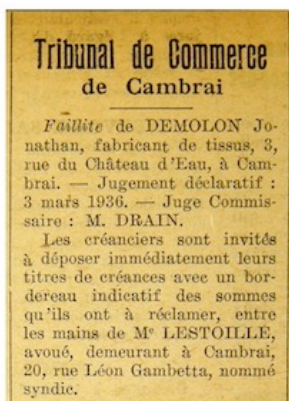 Tribunal de Commerce
de Cambrai
Faillite de DEMOLON Jo-
nathan, fabricant de tissus, 3,
rue du Château d'Eau, à Cam-
brai. — Jugement déclaratif :
3 mars 1936. — Juge Commis-
saire : M. DRAIN.
Les créanciers sont invités
à déposer immédiatement leurs
titres de créances avec un bor-
dereau indicatif des sommes
qu'ils ont à réclamer, entre
les mains de Mᵉ LESTOILLE,
avoué, demeurant à Cambrai,
20, rue Léon Gambetta, nommé
syndic.